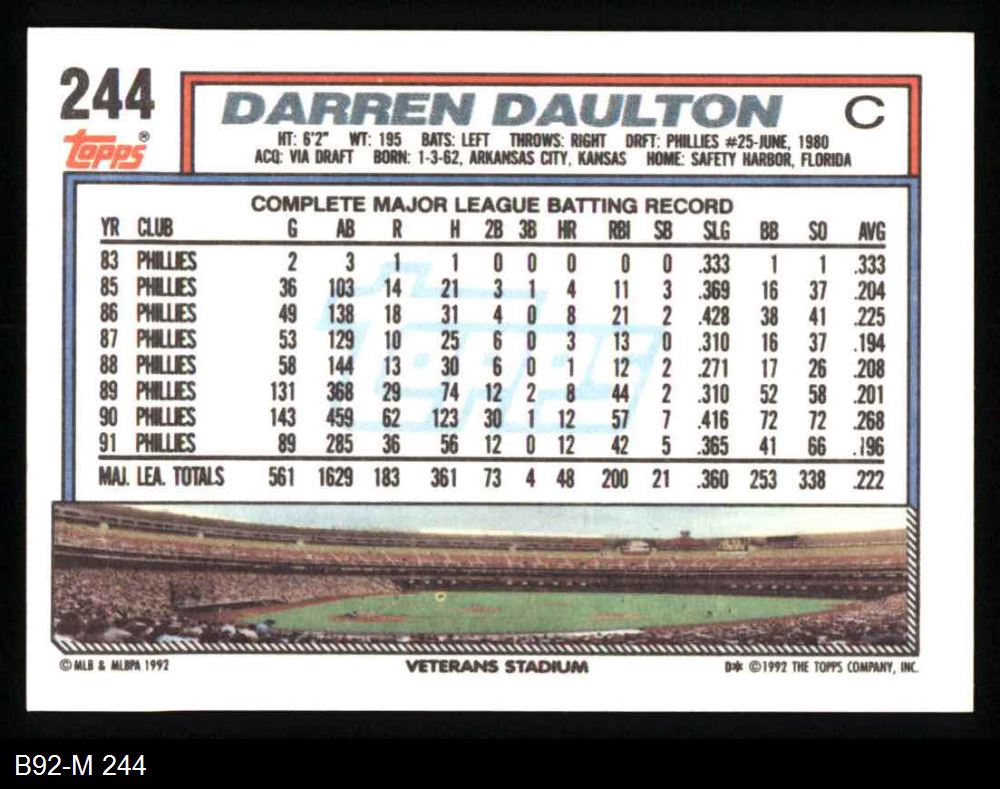 244
DARREN DAULTON C
topps®
HT: 6'2" WT: 195 BATS: LEFT THROWS: RIGHT DRFT: PHILLIES #25-JUNE, 1980
ACQ: VIA DRAFT BORN: 1-3-62, ARKANSAS CITY, KANSAS HOME: SAFETY HARBOR, FLORIDA
COMPLETE MAJOR LEAGUE BATTING RECORD
YR CLUB G AB R H 2B 3B HR RBI SB SLG BB SO AVG
83 PHILLIES 2 3 1 1 0 0 0 0 0 .333 1 1 .333
85 PHILLIES 36 103 14 21 3 1 4 11 3 .369 16 37 .204
86 PHILLIES 49 138 18 31 4 0 8 21 2 .428 38 41 .225
87 PHILLIES 53 129 10 25 6 0 3 13 0 .310 16 37 .194
88 PHILLIES 58 144 13 30 6 0 1 12 2 .271 17 26 .208
89 PHILLIES 131 368 29 74 12 2 8 44 2 .310 52 58 .201
90 PHILLIES 143 459 62 123 30 1 12 57 7 .416 72 72 .268
91 PHILLIES 89 285 36 56 12 0 12 42 5 .365 41 66 .196
MAJ. LEA. TOTALS 561 1629 183 361 73 4 48 200 21 .360 253 338 .222
topps
© MLB & MLBPA 1992 VETERANS STADIUM D* © 1992 THE TOPPS COMPANY, INC.
B92-M 244